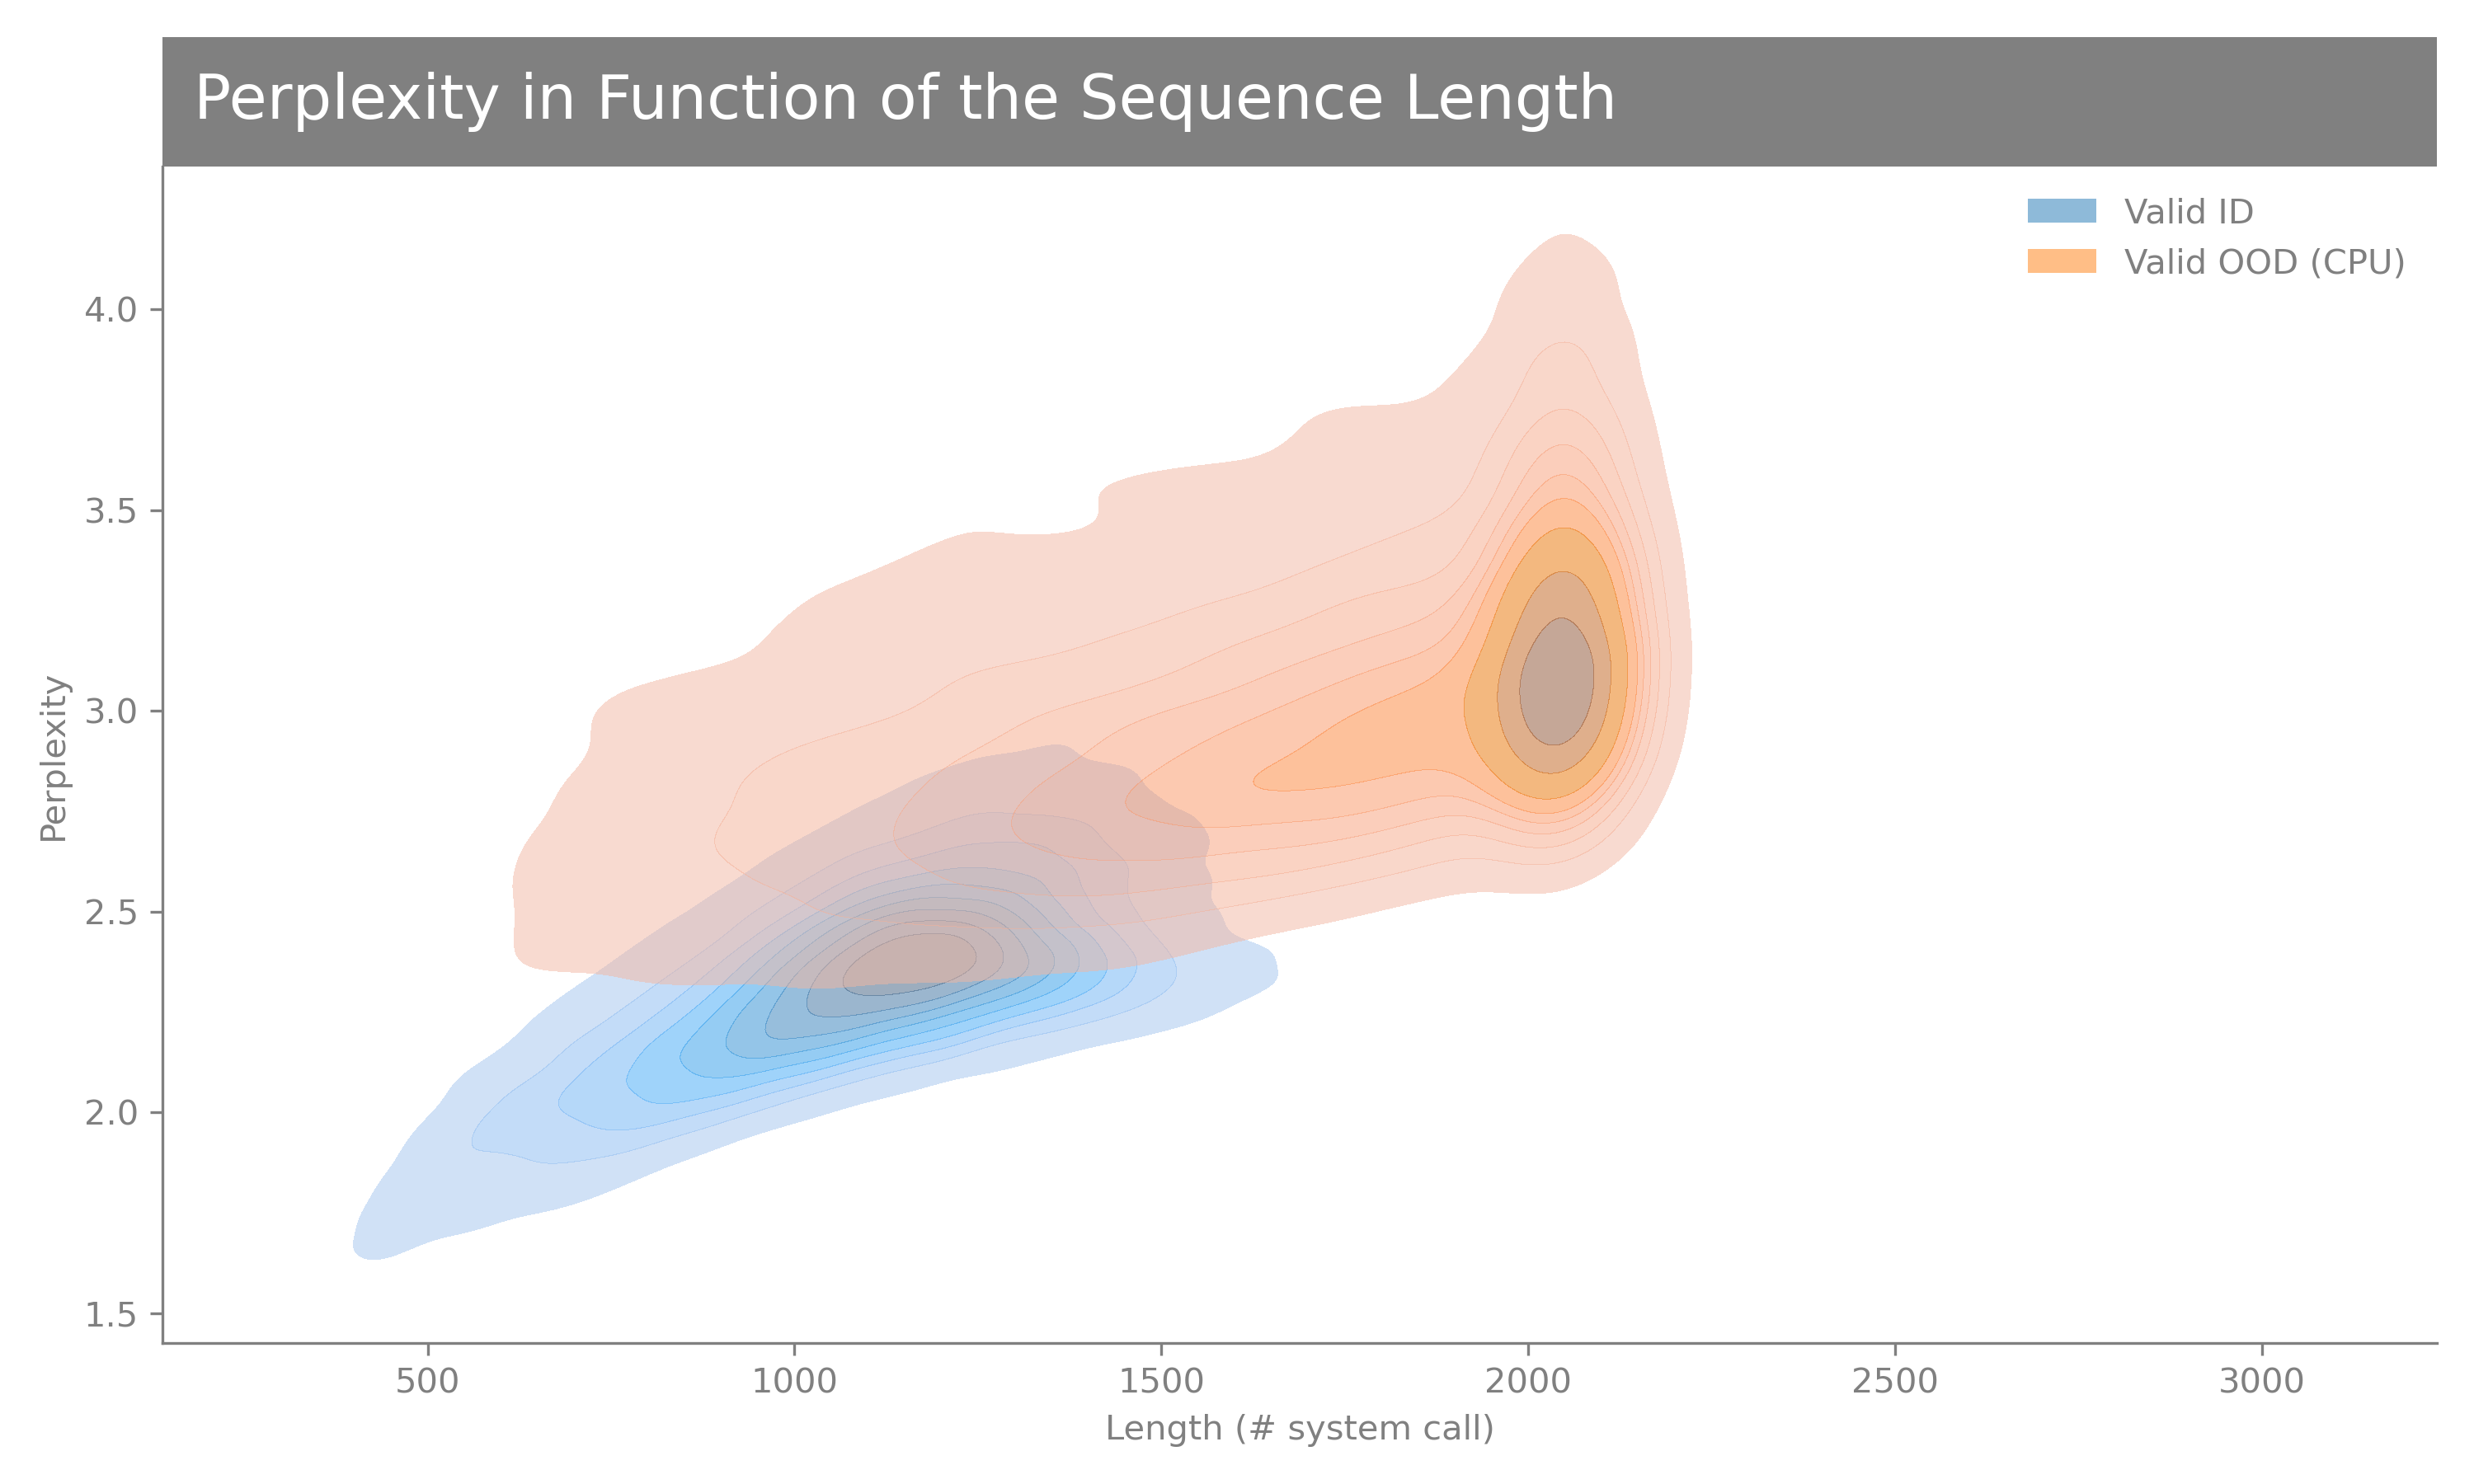 Perplexity in Function of the Sequence Length
Valid ID
Valid OOD (CPU)
4.0
3.5
3.0
2.5
2.0
1.5
Perplexity
500 1000 1500 2000 2500 3000
Length (# system call)